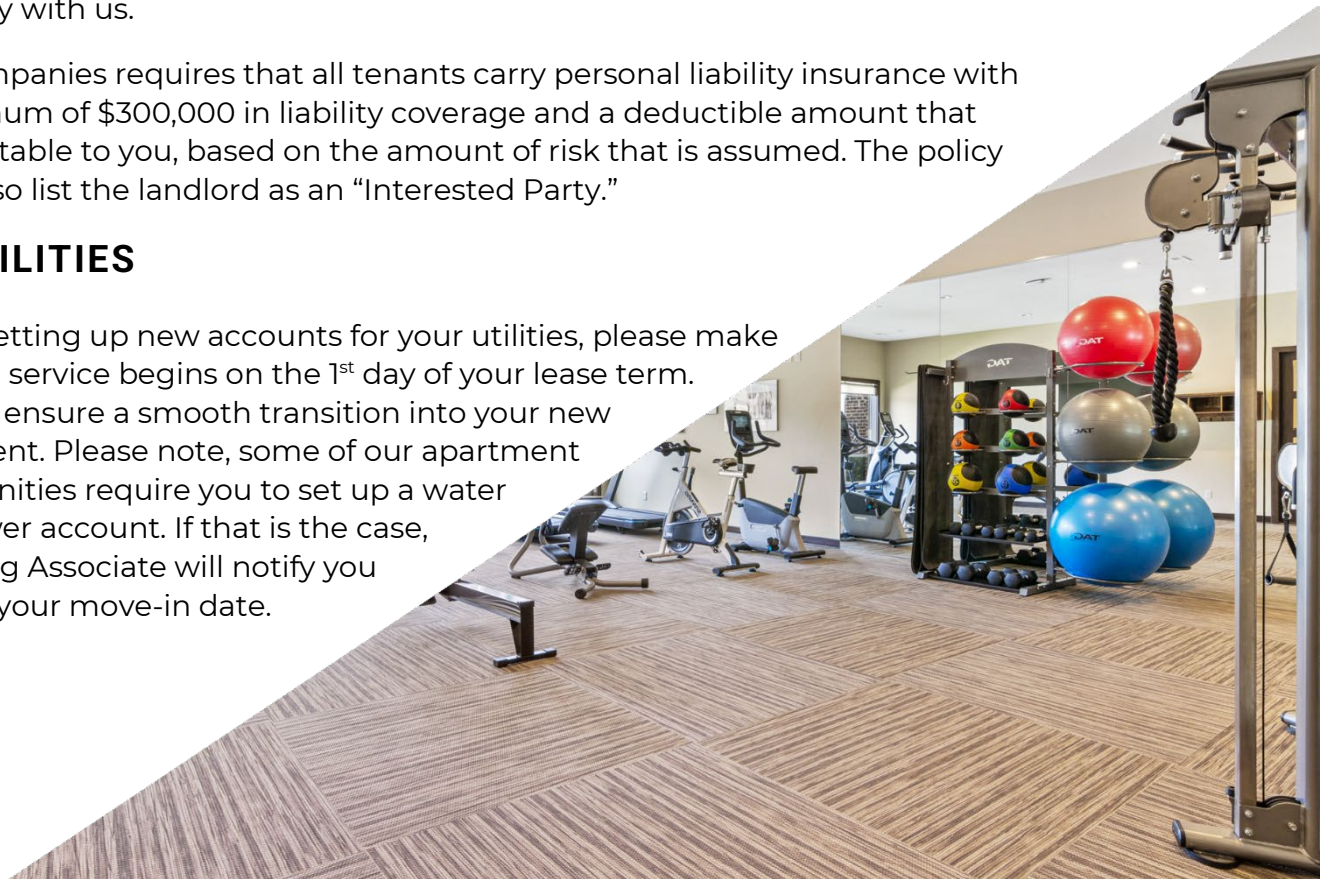 y with us.
mpanies requires that all tenants carry personal liability insurance with
num of $300,000 in liability coverage and a deductible amount that
table to you, based on the amount of risk that is assumed. The policy
so list the landlord as an “Interested Party.”
ILITIES
etting up new accounts for your utilities, please make
service begins on the 1st day of your lease term.
ensure a smooth transition into your new
ent. Please note, some of our apartment
nities require you to set up a water
ver account. If that is the case,
g Associate will notify you
your move-in date.